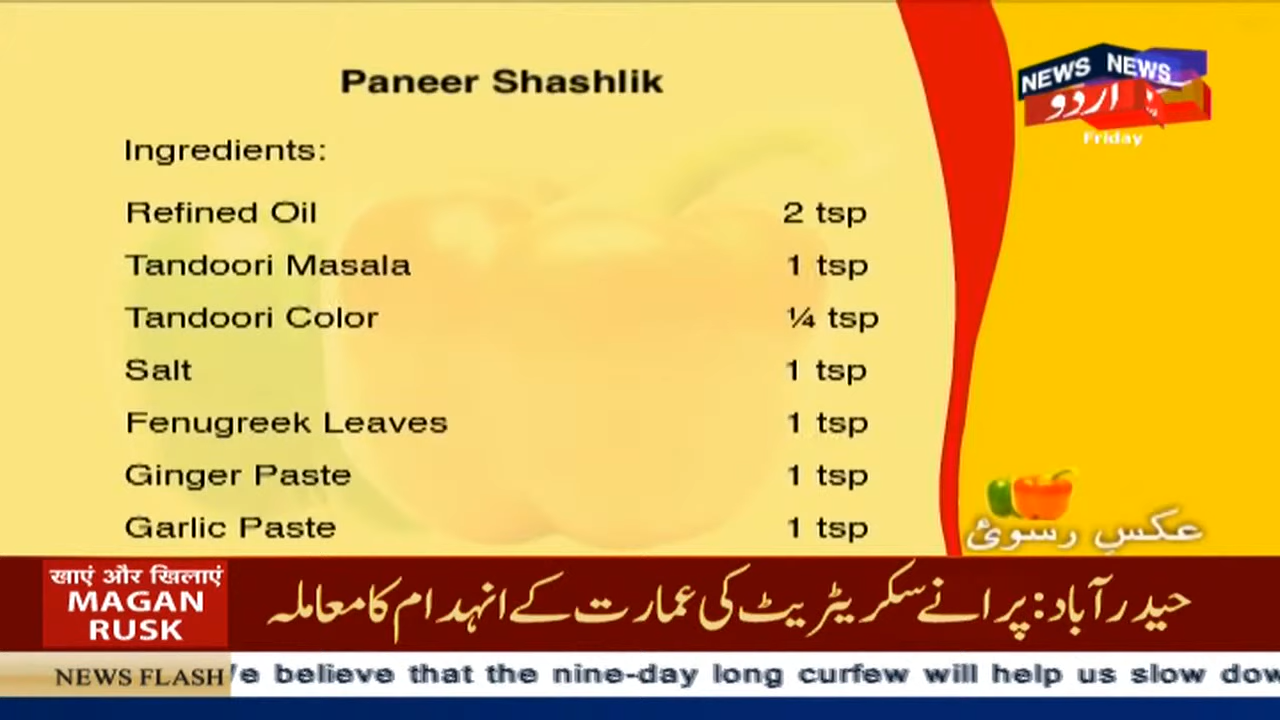 Paneer Shashlik
Ingredients:
Refined Oil 2 tsp
Tandoori Masala 1 tsp
Tandoori Color ¼ tsp
Salt 1 tsp
Fenugreek Leaves 1 tsp
Ginger Paste 1 tsp
Garlic Paste 1 tsp
NEWS NEWS
اردو
Friday
عکسِ رسوئ
खाएं और खिलाएं
MAGAN
RUSK
حیدرآباد: پرانے سکریٹریٹ کی عمارت کے انہدام کا معاملہ
NEWS FLASH
believe that the nine-day long curfew will help us slow